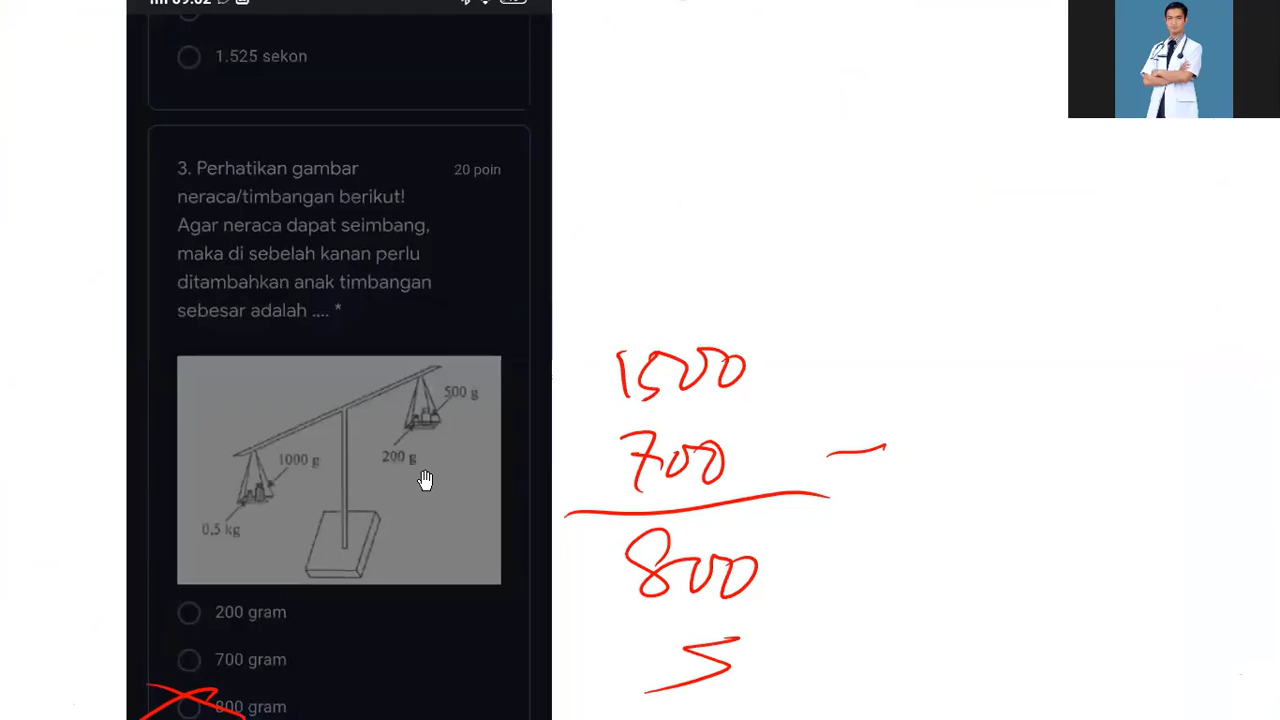 1.525 sekon
3. Perhatikan gambar
20 poin
neraca/timbangan berikut!
Agar neraca dapat seimbang,
maka di sebelah kanan perlu
ditambahkan anak timbangan
sebesar adalah .... *
500 g
1000 g
200 g
0,5 kg
200 gram
700 gram
800 gram
1500
700 —
800